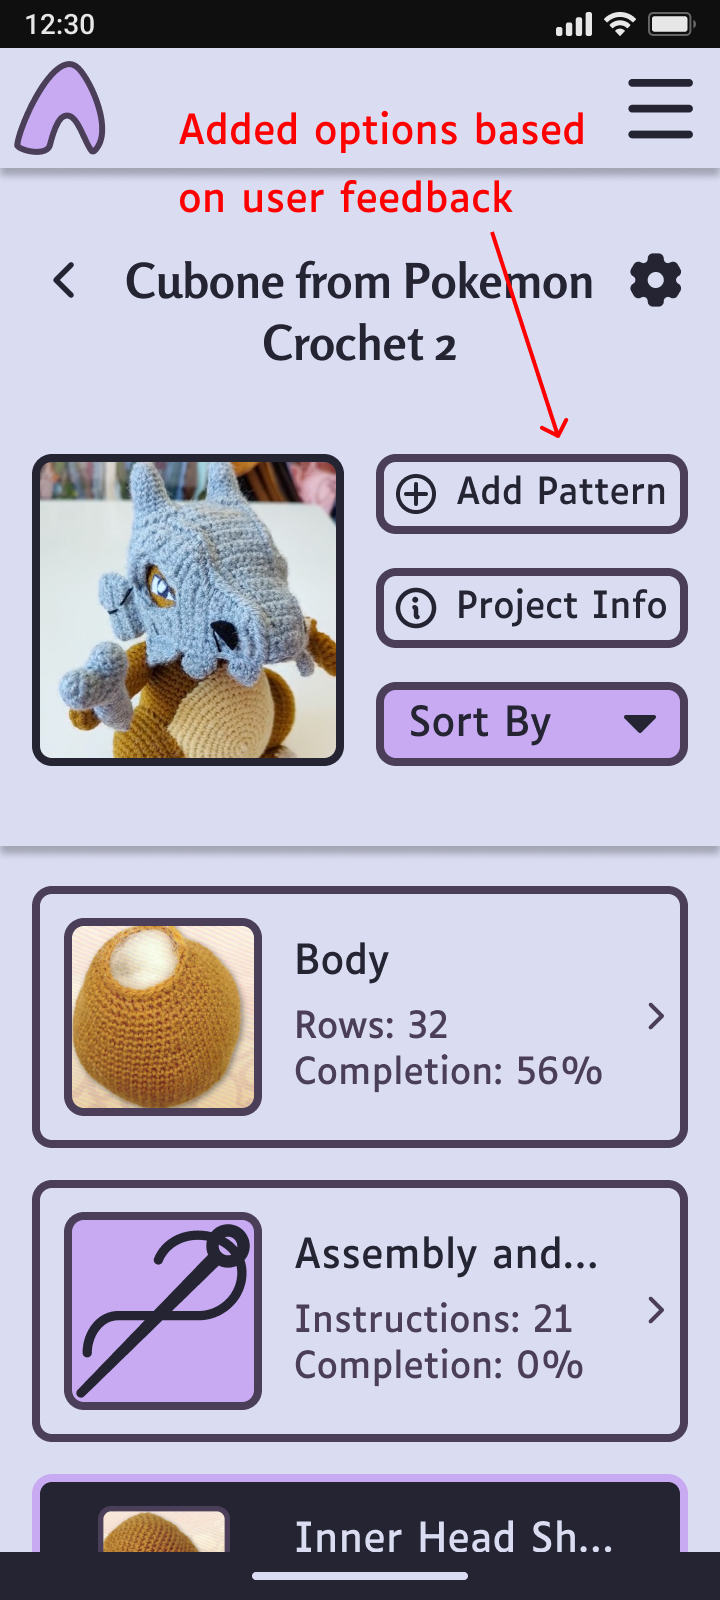 12:30
Added options based
on user feedback
Cubone from Pokemon
Crochet 2
Add Pattern
Project Info
Sort By
Body
Rows: 32
Completion: 56%
Assembly and...
Instructions: 21
Completion: 0%
Inner Head Sh...